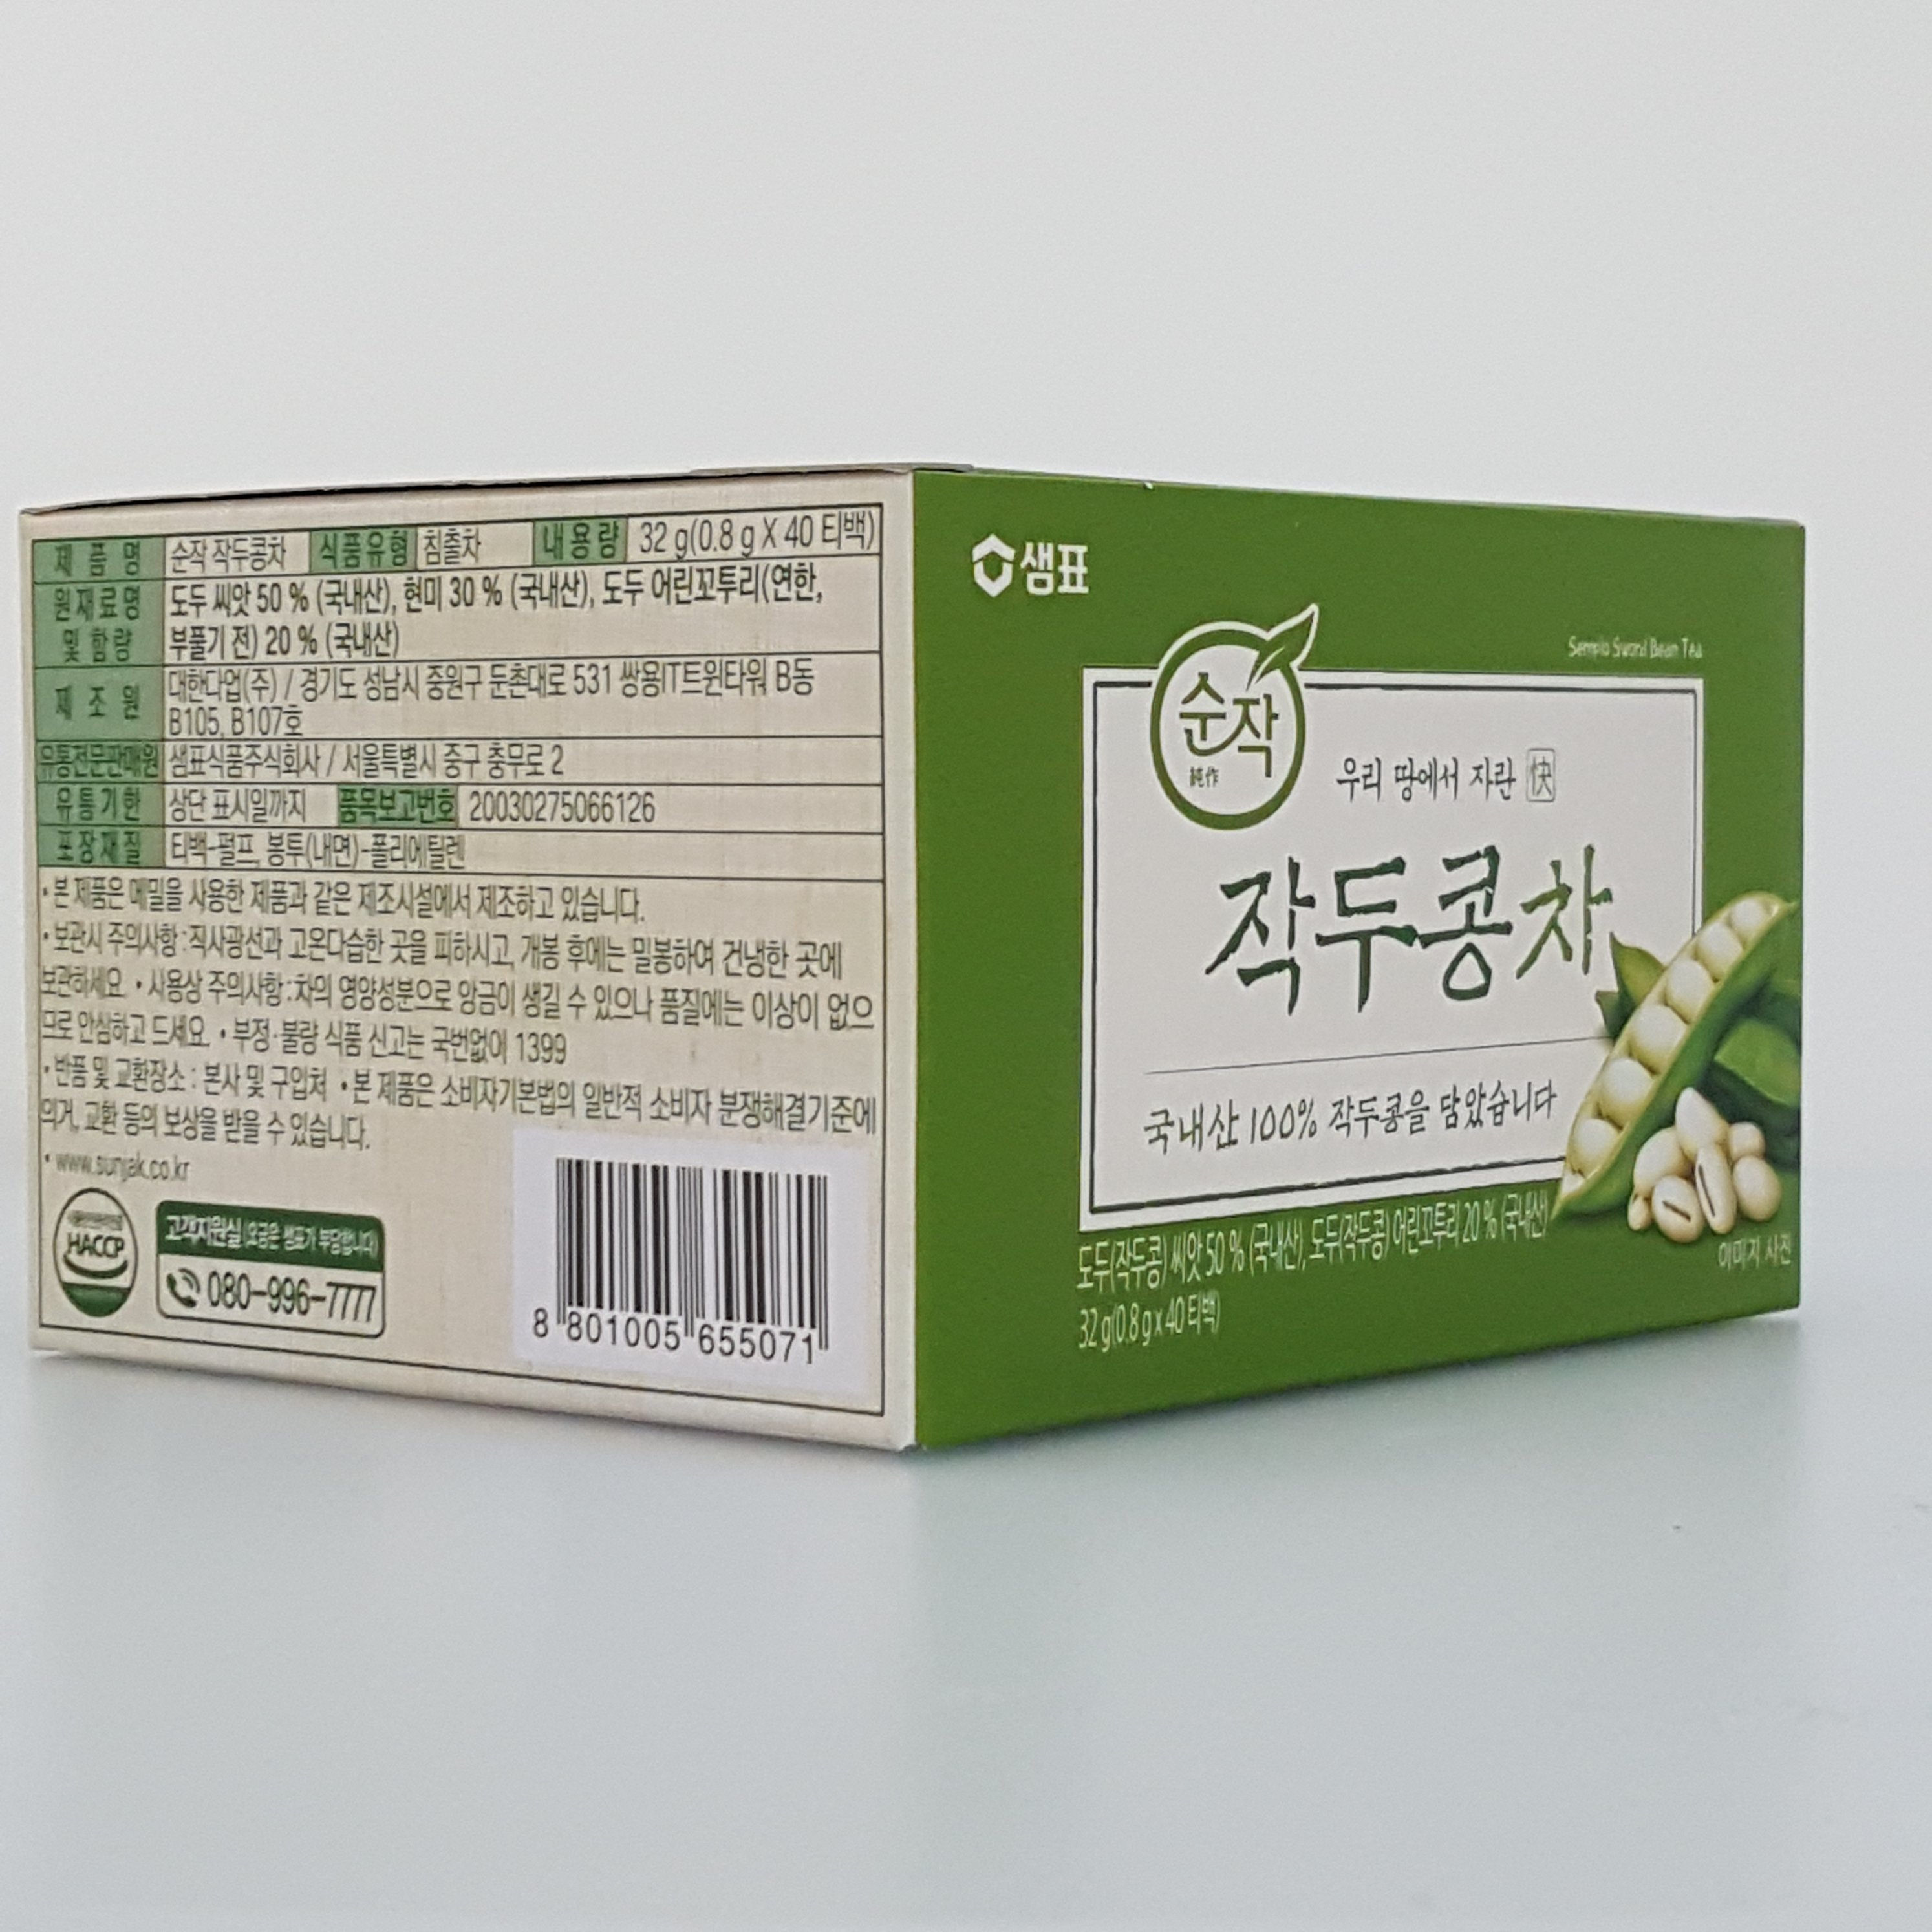 제 품 명 순작 작두콩차 식품유형 침출차 내용량 32 g(0.8 g X 40 티백)
원재료명 도두 씨앗 50 % (국내산), 현미 30 % (국내산), 도두 어린꼬투리(연한,
및 함량 부풀기 전) 20 % (국내산)
제 조 원 대한다업(주) / 경기도 성남시 중원구 둔촌대로 531 쌍용IT트윈타워 B동
B105, B107호
유통전문판매원 샘표식품주식회사 / 서울특별시 중구 충무로 2
유통기한 상단 표시일까지 품목보고번호 20030275066126
포장재질 티백-펄프, 봉투(내면)-폴리에틸렌
• 본 제품은 메밀을 사용한 제품과 같은 제조시설에서 제조하고 있습니다.
• 보관시 주의사항 : 직사광선과 고온다습한 곳을 피하시고, 개봉 후에는 밀봉하여 건냉한 곳에
보관하세요. • 사용상 주의사항 : 차의 영양성분으로 앙금이 생길 수 있으나 품질에는 이상이 없으
므로 안심하고 드세요. • 부정·불량 식품 신고는 국번없이 1399
• 반품 및 교환장소 : 본사 및 구입처 • 본 제품은 소비자기본법의 일반적 소비자 분쟁해결기준에
의거, 교환 등의 보상을 받을 수 있습니다.
• www.sunjak.co.kr
HACCP
고객지원실 (요금은 샘표가 부담합니다)
080-996-7777
8 801005 655071
샘표
Sempio Sword Bean Tea
순작
純作
우리 땅에서 자란 快
작두콩차
국내산 100% 작두콩을 담았습니다
도두(작두콩) 씨앗 50 % (국내산), 도두(작두콩) 어린꼬투리 20 % (국내산)
32 g(0.8 g x 40 티백)
이미지 사진